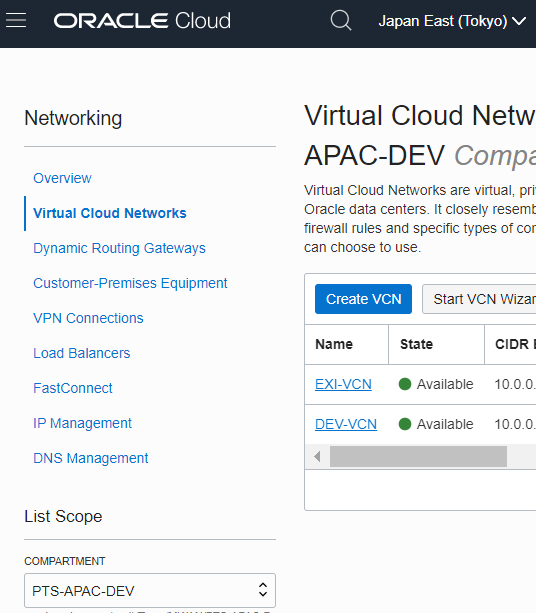 ORACLE Cloud
Japan East (Tokyo)
Networking
Overview
Virtual Cloud Networks
Dynamic Routing Gateways
Customer-Premises Equipment
VPN Connections
Load Balancers
FastConnect
IP Management
DNS Management
List Scope
COMPARTMENT
PTS-APAC-DEV
Virtual Cloud Netw
APAC-DEV Compa
Virtual Cloud Networks are virtual, pri
Oracle data centers. It closely resemb
firewall rules and specific types of co
can choose to use.
Create VCN Start VCN Wizar
Name State CIDR
EXI-VCN Available 10.0.0.
DEV-VCN Available 10.0.0.